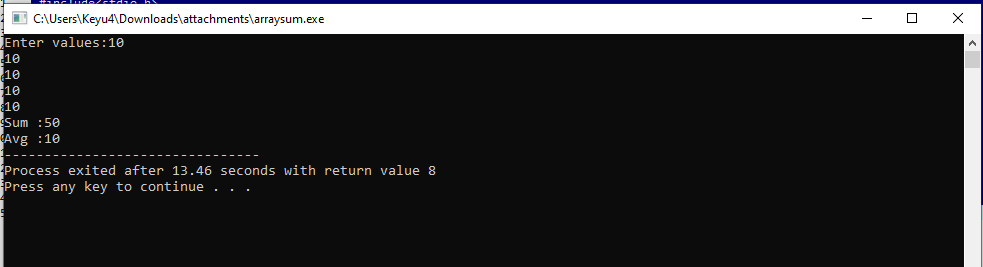 #include<stdio.h>
C:\Users\Keyu4\Downloads\attachments\arraysum.exe
Enter values:10
10
10
10
10
Sum :50
Avg :10
--------------------------------
Process exited after 13.46 seconds with return value 8
Press any key to continue . . .